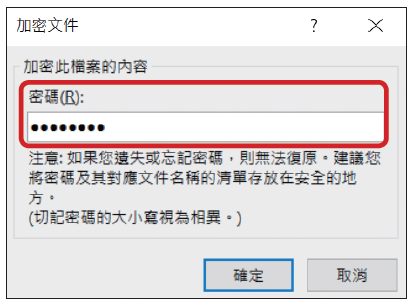 加密文件
加密此檔案的內容
密碼(R):
●●●●●●●●
注意: 如果您遺失或忘記密碼，則無法復原。建議您
將密碼及其對應文件名稱的清單存放在安全的地
方。
(切記密碼的大小寫視為相異。)
確定 取消